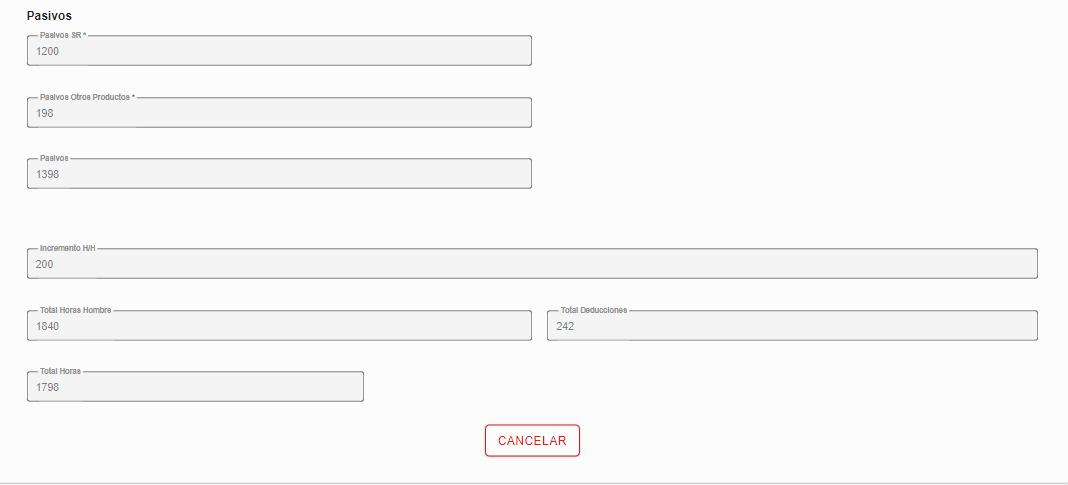 Pasivos
Pasivos SR *
1200
Pasivos Otros Productos *
198
Pasivos
1398
Incremento H/H
200
Total Horas Hombre
1840
Total Deducciones
242
Total Horas
1798
CANCELAR